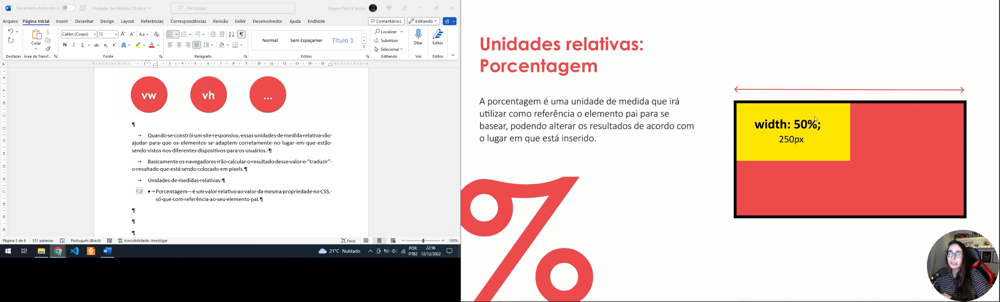 Salvamento Automático
Unidades de Medida CSS.docx
Pesquisar
Brayan Petrick Souza
Arquivo
Página Inicial
Inserir
Desenhar
Design
Layout
Referências
Correspondências
Revisão
Exibir
Desenvolvedor
Ajuda
EndNote
Comentários
Editando
Colar
Calibri (Corpo)
13
Normal
Sem Espaçamer
Título 1
Localizar
Substituir
Selecionar
Ditar
Editor
Desfazer
Área de Transf...
Fonte
Parágrafo
Estilos
Editando
Voz
Editor
vw
vh
...
¶
→ Quando·se·constrói·um·site·responsivo,·essas·unidades·de·medida·relativa·vão·
ajudar·para·que·os·elementos·se·adaptem·corretamente·no·lugar·em·que·estão·
sendo·vistos·nos·diferentes·dispositivos·para·os·usuários.·¶
→ Basicamente·os·navegadores·irão·calcular·o·resultado·desse·valor·e·“traduzir”·
o·resultado·que·está·sendo·colocado·em·pixels.¶
→ Unidades·de·medidas·relativas:¶
•→Porcentagem·–·é·um·valor·relativo·ao·valor·da·mesma·propriedade·no·CSS,·
só·que·com·referência·ao·seu·elemento·pai.¶
¶
¶
¶
Página 5 de 6
531 palavras
Português (Brasil)
Acessibilidade: investigar
Foco
100%
21°C Nublado
POR
PTB2
22:56
12/12/2022
Unidades relativas:
Porcentagem
A porcentagem é uma unidade de medida que irá
utilizar como referência o elemento pai para se
basear, podendo alterar os resultados de acordo com
o lugar em que está inserido.
width: 50%;
250px
%